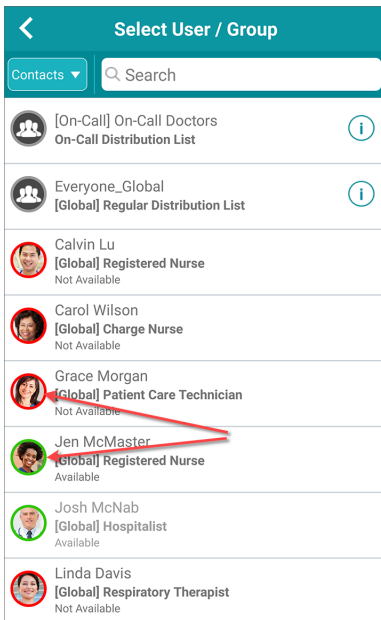 Select User / Group
Contacts ▼
Search
[On-Call] On-Call Doctors
On-Call Distribution List
i
Everyone_Global
[Global] Regular Distribution List
i
Calvin Lu
[Global] Registered Nurse
Not Available
Carol Wilson
[Global] Charge Nurse
Not Available
Grace Morgan
[Global] Patient Care Technician
Not Available
Jen McMaster
[Global] Registered Nurse
Available
Josh McNab
[Global] Hospitalist
Available
Linda Davis
[Global] Respiratory Therapist
Not Available